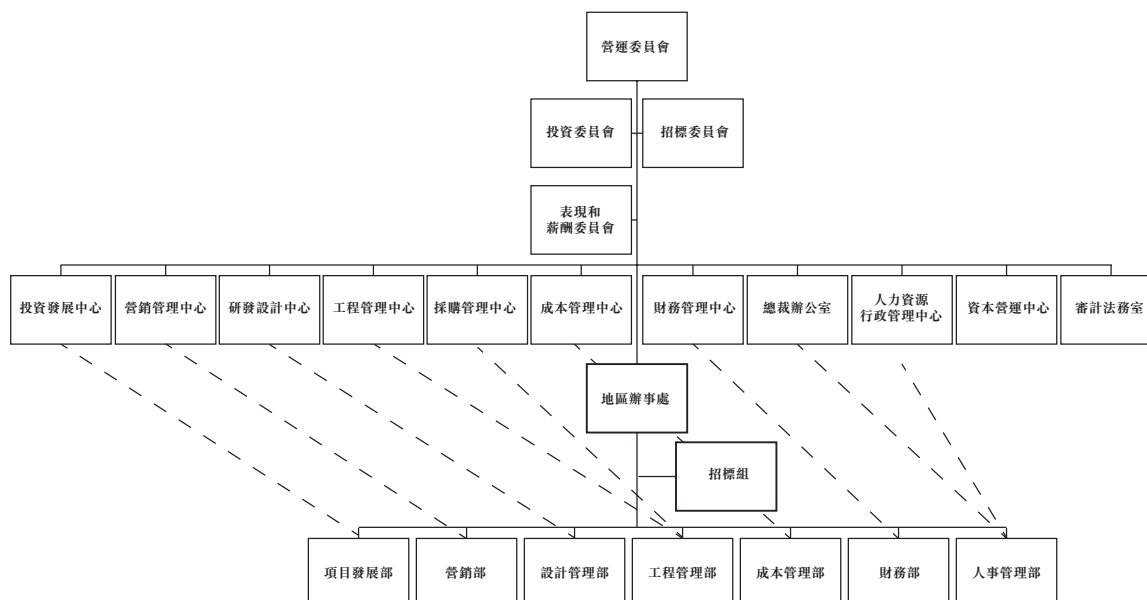 營運委員會
投資委員會
招標委員會
表現和
薪酬委員會
投資發展中心
營銷管理中心
研發設計中心
工程管理中心
採購管理中心
成本管理中心
財務管理中心
總裁辦公室
人力資源
行政管理中心
資本營運中心
審計法務室
地區辦事處
招標組
項目發展部
營銷部
設計管理部
工程管理部
成本管理部
財務部
人事管理部